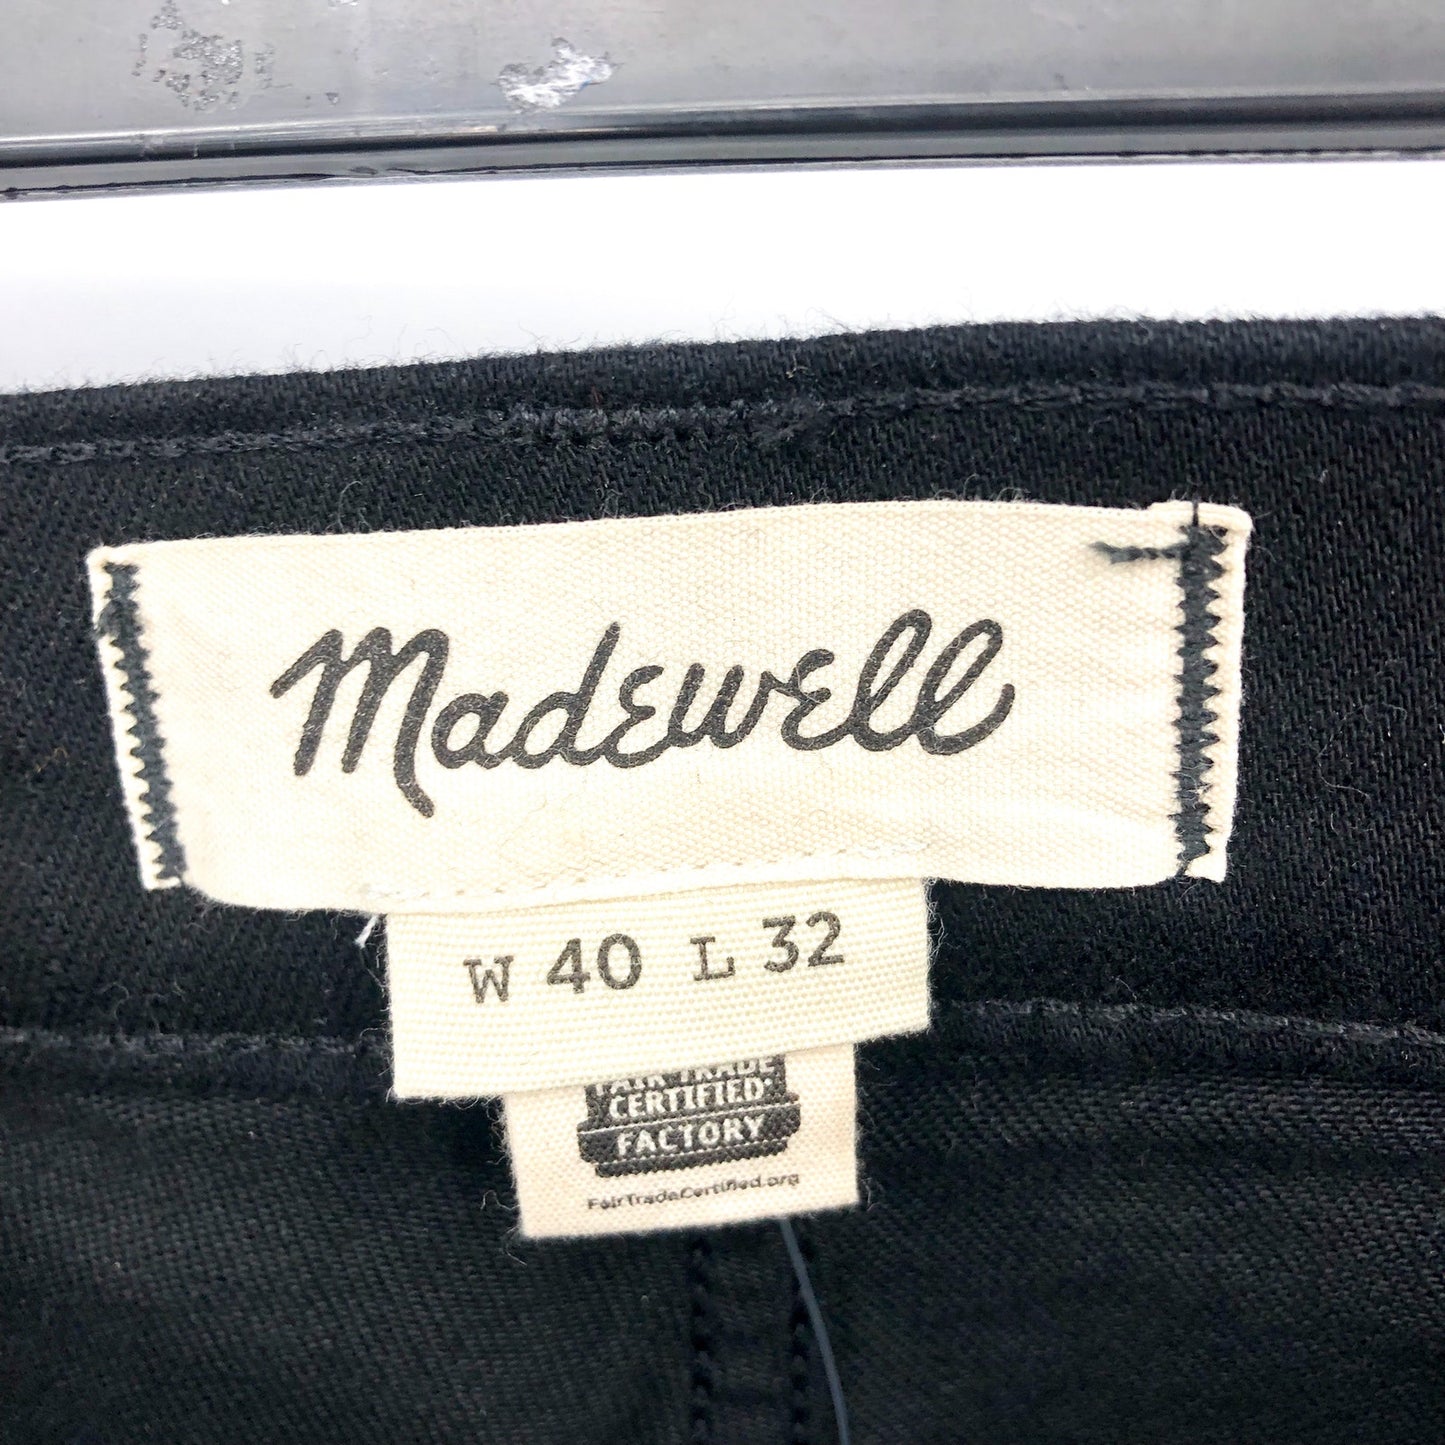 Madewell
W 40 L 32
FAIR TRADE
CERTIFIED
FACTORY
FairTradeCertified.org